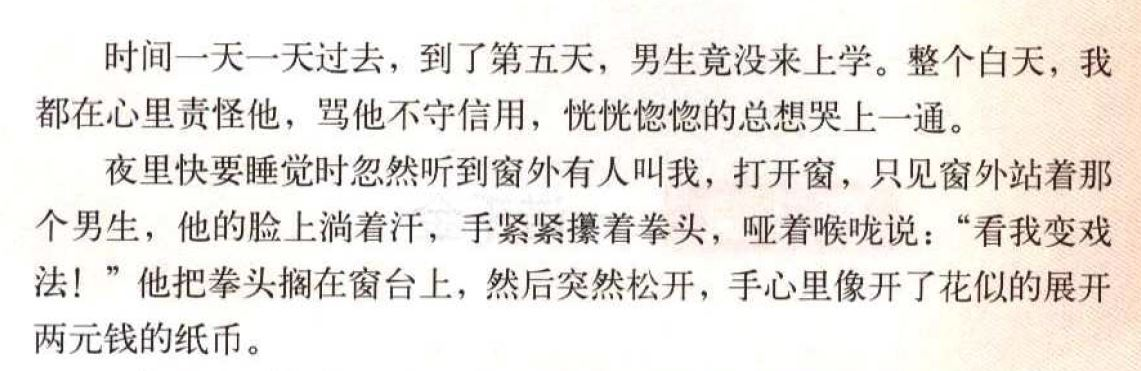 时间一天一天过去，到了第五天，男生竟没来上学。整个白天，我
都在心里责怪他，骂他不守信用，恍恍惚惚的总想哭上一通。
夜里快要睡觉时忽然听到窗外有人叫我，打开窗，只见窗外站着那
个男生，他的脸上淌着汗，手紧紧攥着拳头，哑着喉咙说：“看我变戏
法！”他把拳头搁在窗台上，然后突然松开，手心里像开了花似的展开
两元钱的纸币。